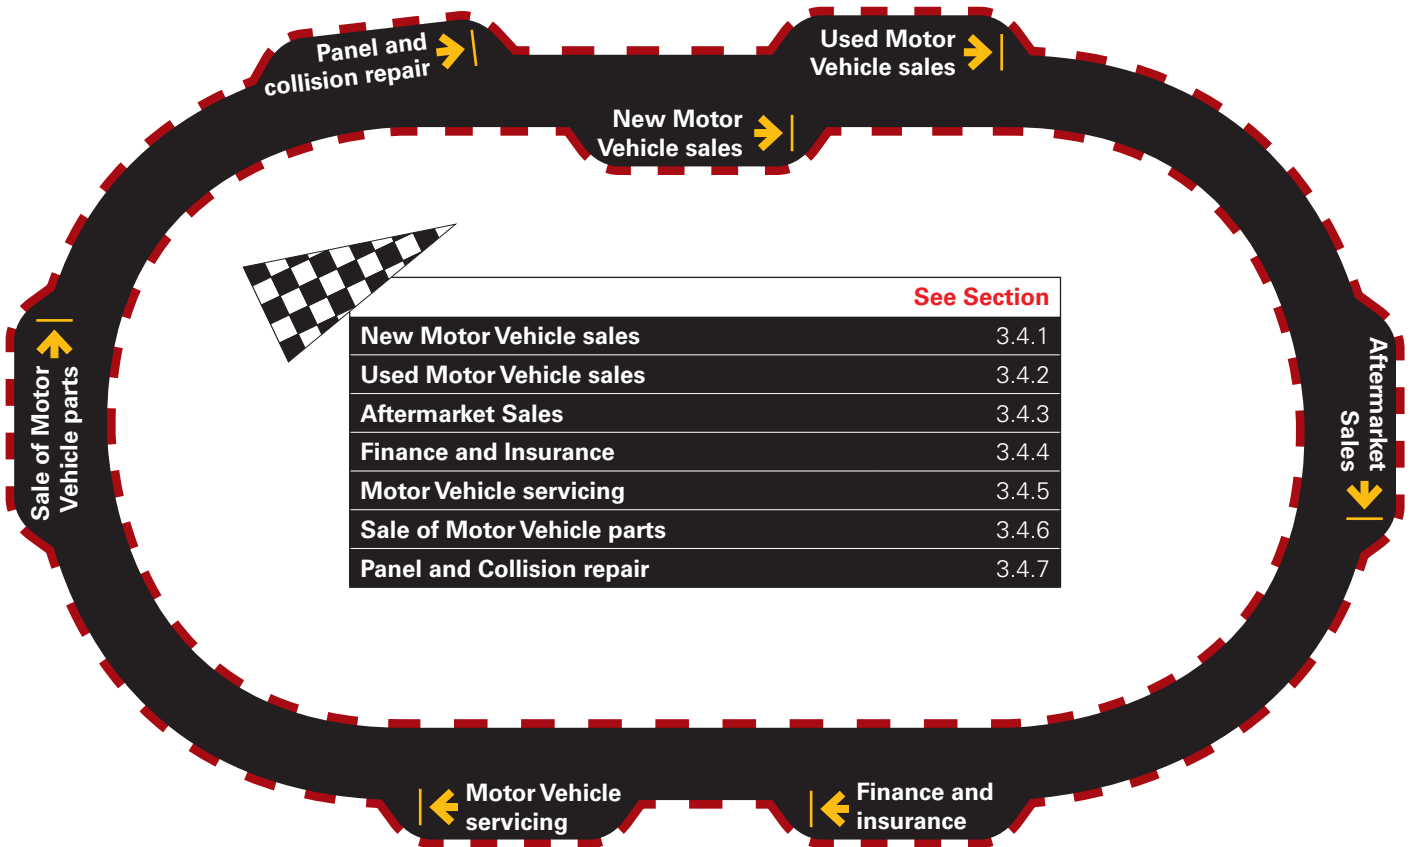 Panel and
collision repair
Used Motor
Vehicle sales
New Motor
Vehicle sales
See Section
New Motor Vehicle sales 3.4.1
Used Motor Vehicle sales 3.4.2
Aftermarket Sales 3.4.3
Finance and Insurance 3.4.4
Motor Vehicle servicing 3.4.5
Sale of Motor Vehicle parts 3.4.6
Panel and Collision repair 3.4.7
Sale of Motor
Vehicle parts
Aftermarket
Sales
Motor Vehicle
servicing
Finance and
insurance